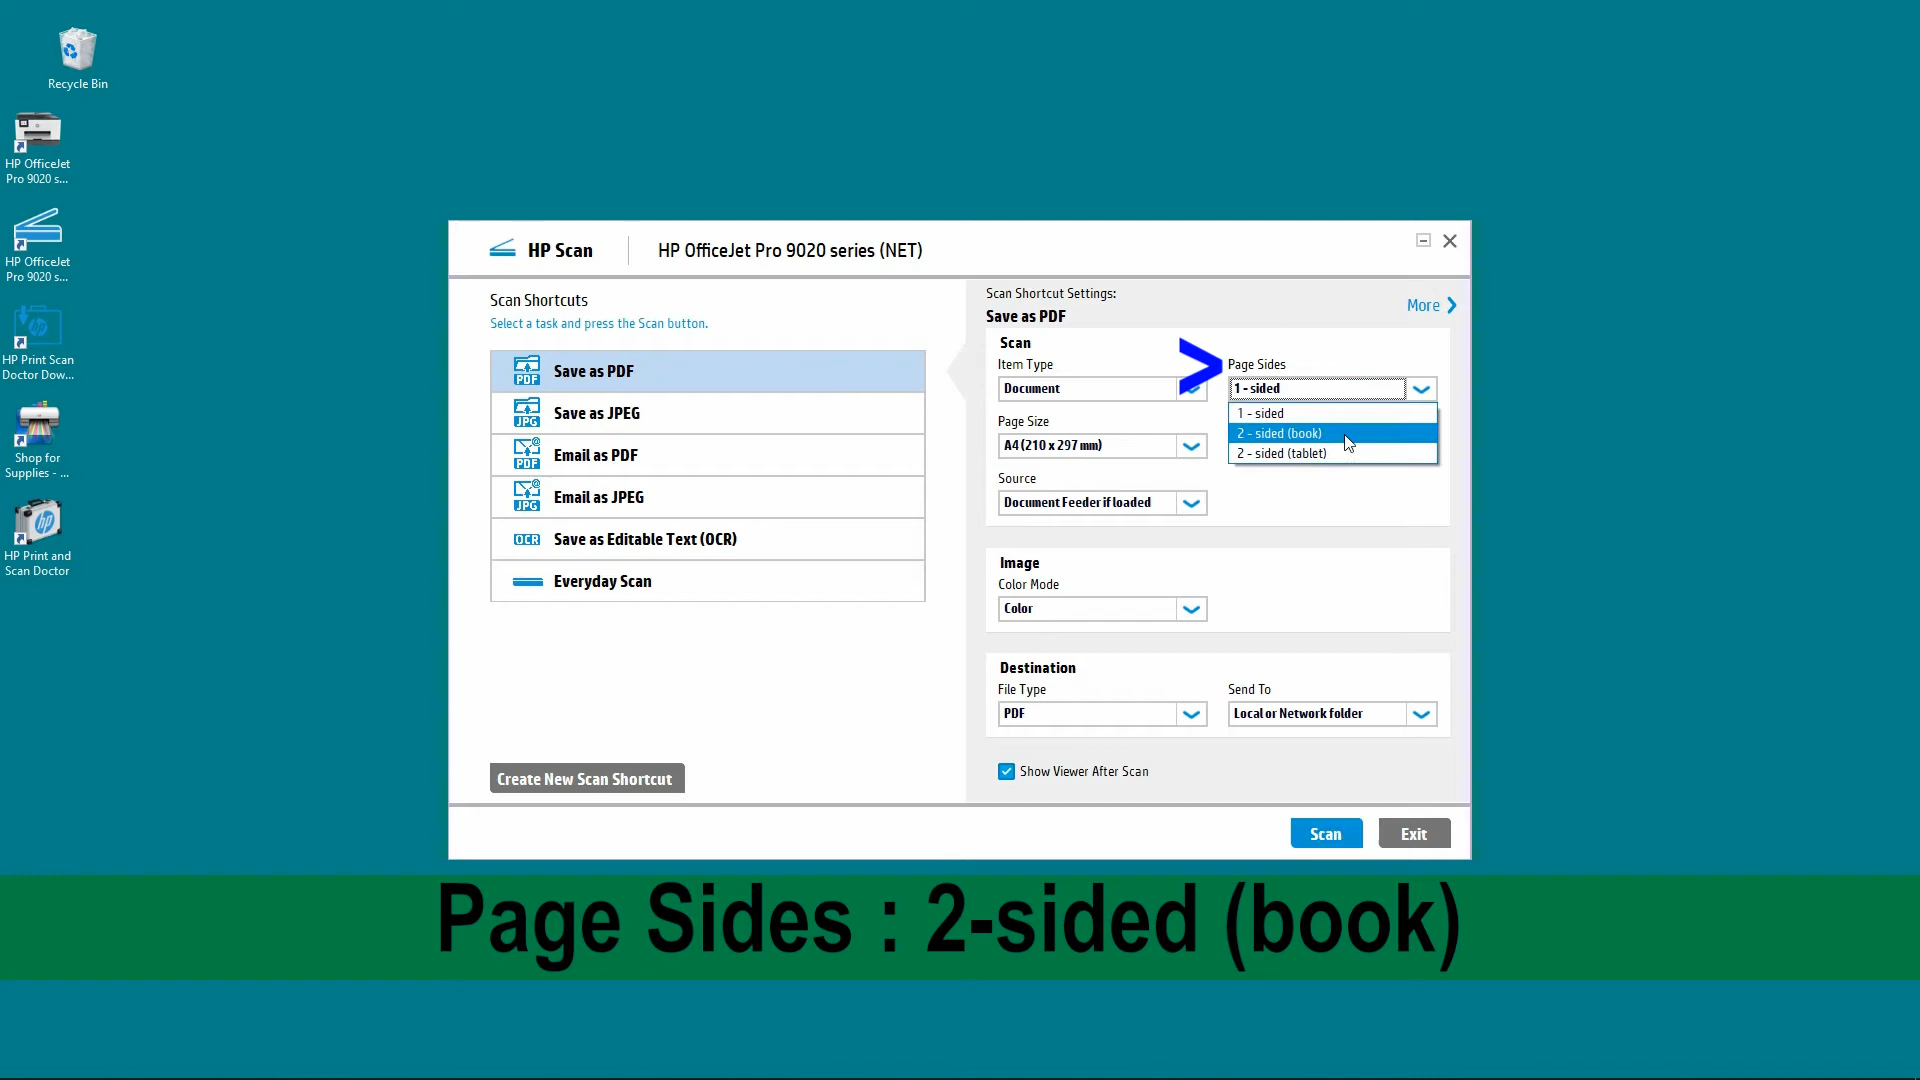 Recycle Bin
HP OfficeJet
Pro 9020 s...
HP OfficeJet
Pro 9020 s...
HP Print Scan
Doctor Dow...
Shop for
Supplies - ...
HP Print and
Scan Doctor
HP Scan
HP OfficeJet Pro 9020 series (NET)
Scan Shortcuts
Select a task and press the Scan button.
PDF Save as PDF
JPG Save as JPEG
PDF Email as PDF
JPG Email as JPEG
OCR Save as Editable Text (OCR)
Everyday Scan
Create New Scan Shortcut
Scan Shortcut Settings:
More
Save as PDF
Scan
Item Type
Document
> Page Sides
1 - sided
1 - sided
2 - sided (book)
2 - sided (tablet)
Page Size
A4 (210 x 297 mm)
Source
Document Feeder if loaded
Image
Color Mode
Color
Destination
File Type
PDF
Send To
Local or Network folder
Show Viewer After Scan
Scan
Exit
Page Sides : 2-sided (book)